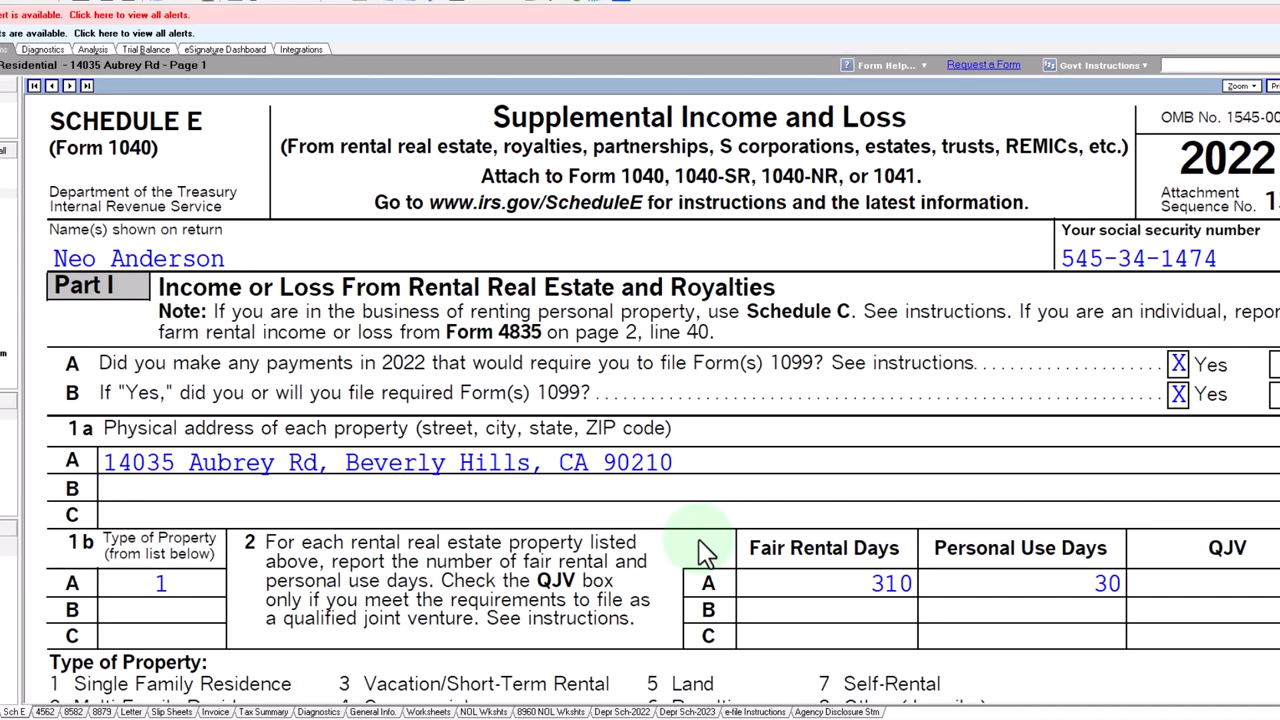 rt is available. Click here to view all alerts.
ts are available. Click here to view all alerts.
ns Diagnostics Analysis Trial Balance eSignature Dashboard Integrations
Residential - 14035 Aubrey Rd - Page 1 Form Help... Request a Form Govt Instructions
Zoom Pri
SCHEDULE E
(Form 1040)
Department of the Treasury
Internal Revenue Service
Supplemental Income and Loss
(From rental real estate, royalties, partnerships, S corporations, estates, trusts, REMICs, etc.)
Attach to Form 1040, 1040-SR, 1040-NR, or 1041.
Go to www.irs.gov/ScheduleE for instructions and the latest information.
OMB No. 1545-00
2022
Attachment
Sequence No. 1
Name(s) shown on return
Neo Anderson
Your social security number
545-34-1474
Part I Income or Loss From Rental Real Estate and Royalties
Note: If you are in the business of renting personal property, use Schedule C. See instructions. If you are an individual, repor
farm rental income or loss from Form 4835 on page 2, line 40.
A Did you make any payments in 2022 that would require you to file Form(s) 1099? See instructions. X Yes
B If "Yes," did you or will you file required Form(s) 1099? X Yes
1a Physical address of each property (street, city, state, ZIP code)
A 14035 Aubrey Rd, Beverly Hills, CA 90210
B
C
1b Type of Property
(from list below)
A 1
B
C
2 For each rental real estate property listed
above, report the number of fair rental and
personal use days. Check the QJV box
only if you meet the requirements to file as
a qualified joint venture. See instructions.
Fair Rental Days Personal Use Days QJV
A 310 30
B
C
Type of Property:
1 Single Family Residence 3 Vacation/Short-Term Rental 5 Land 7 Self-Rental
Sch E 4562 8582 8879 Letter Slip Sheets Invoice Tax Summary Diagnostics General Info. Worksheets NOL Wkshts 8960 NOL Wkshts Depr Sch-2022 Depr Sch-2023 e-file Instructions Agency Disclosure Stm